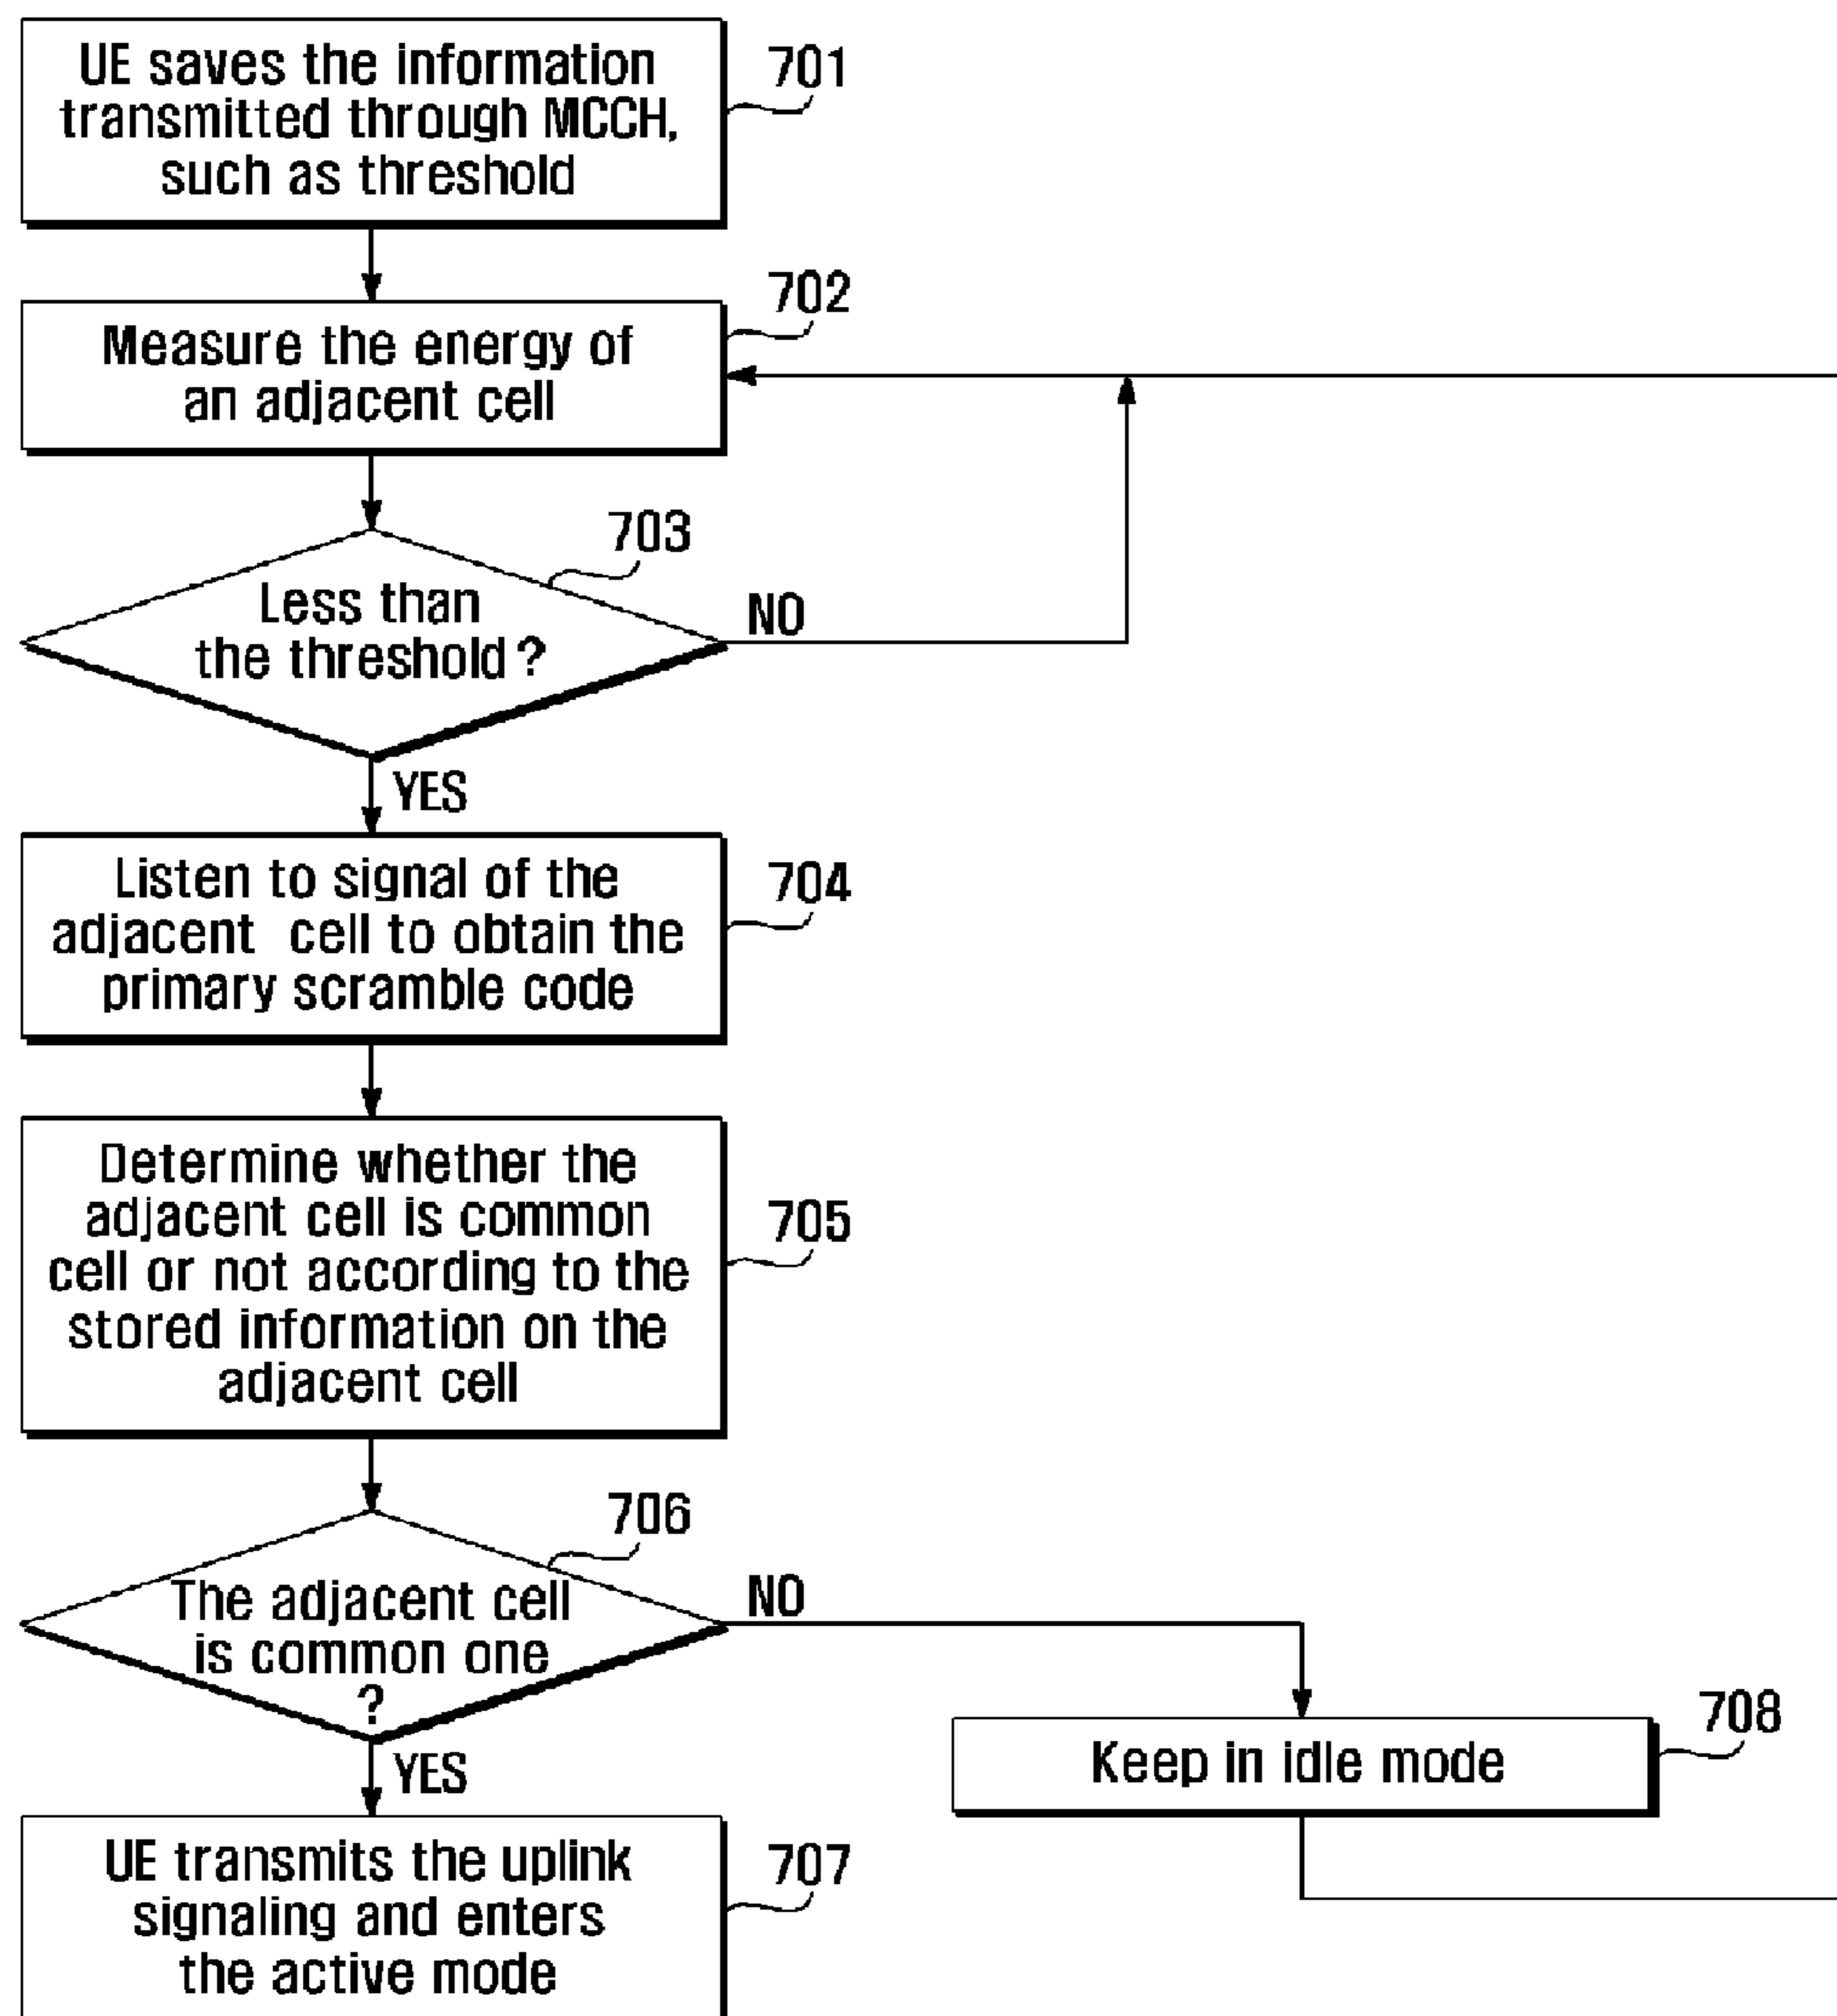 UE saves the information
transmitted through MCCH,
such as threshold
701
Measure the energy of
an adjacent cell
702
703
Less than
the threshold ?
NO
YES
Listen to signal of the
adjacent cell to obtain the
primary scramble code
704
Determine whether the
adjacent cell is common
cell or not according to the
stored information on the
adjacent cell
705
706
The adjacent cell
is common one
?
NO
YES
Keep in idle mode
708
UE transmits the uplink
signaling and enters
the active mode
707